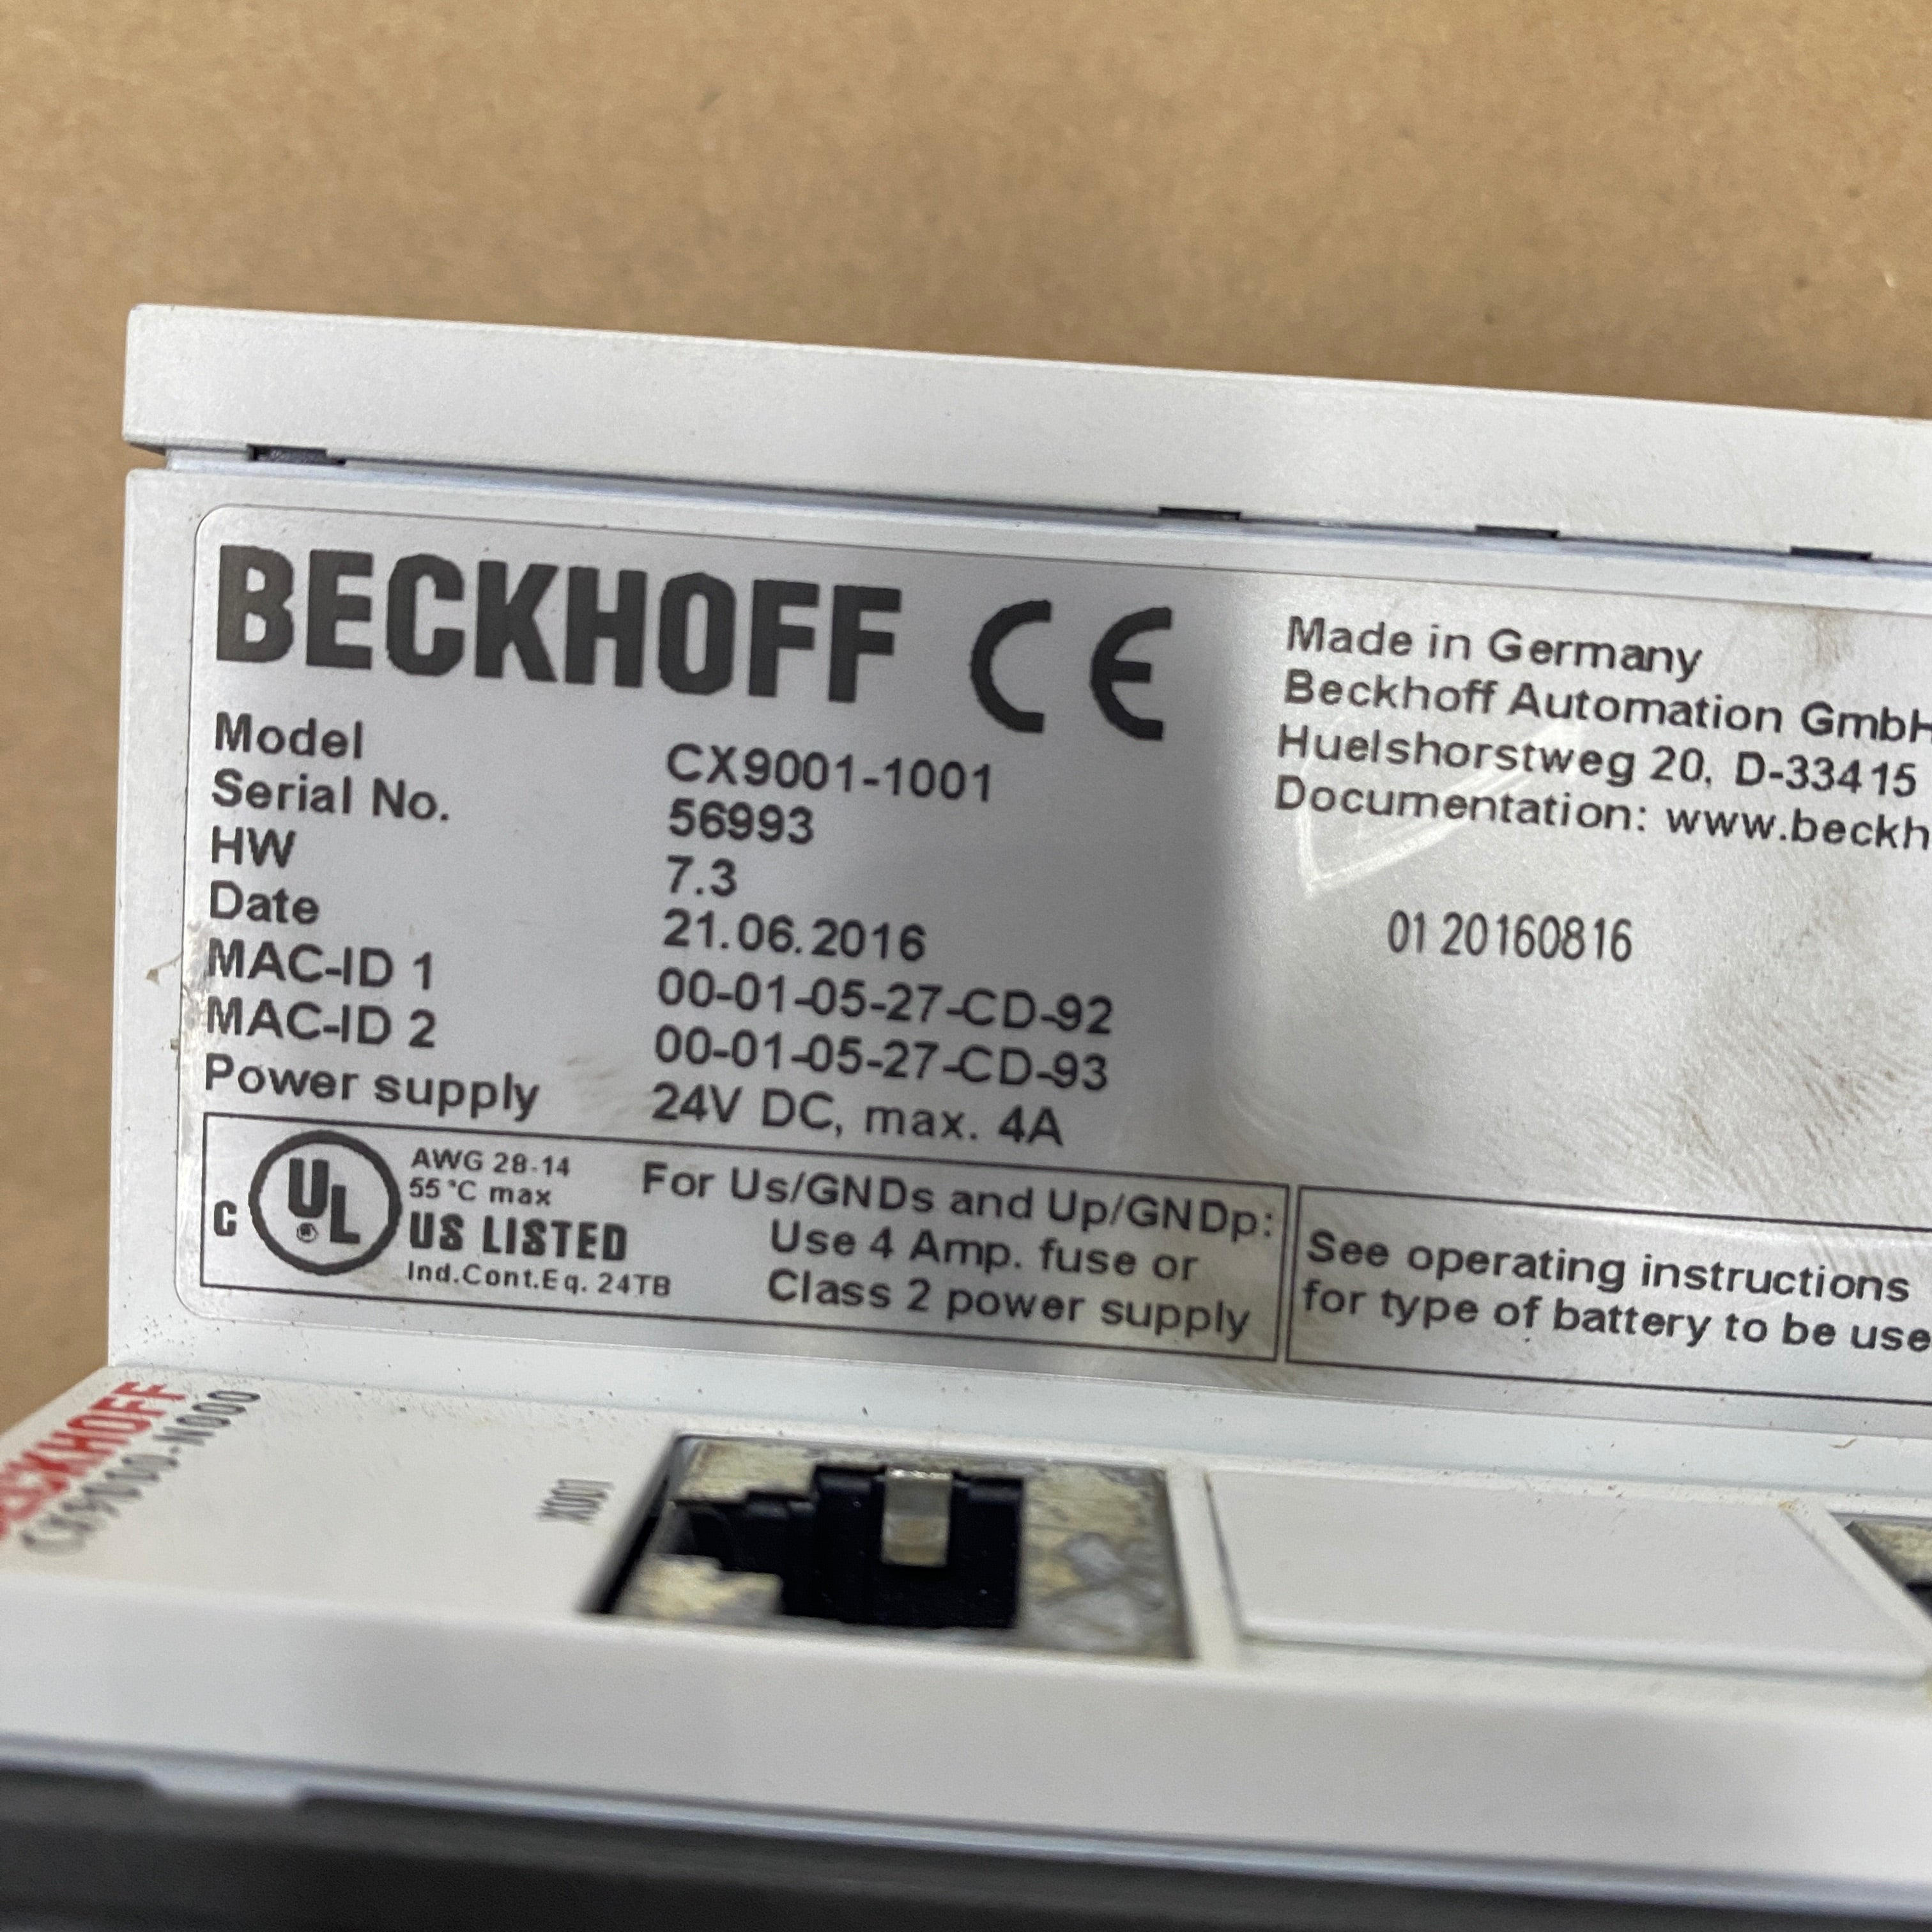 BECKHOFF CE
Model CX9001-1001
Serial No. 56993
HW 7.3
Date 21.06.2016
MAC-ID 1 00-01-05-27-CD-92
MAC-ID 2 00-01-05-27-CD-93
Power supply 24V DC, max. 4A
Made in Germany
Beckhoff Automation GmbH
Huelshorstweg 20, D-33415
Documentation: www.beckh
01 20160816
C UL ®
AWG 28-14
55°C max
US LISTED
Ind.Cont.Eq. 24TB
For Us/GNDs and Up/GNDp:
Use 4 Amp. fuse or
Class 2 power supply
See operating instructions
for type of battery to be use
BECKHOFF
CX9000-N000
X001